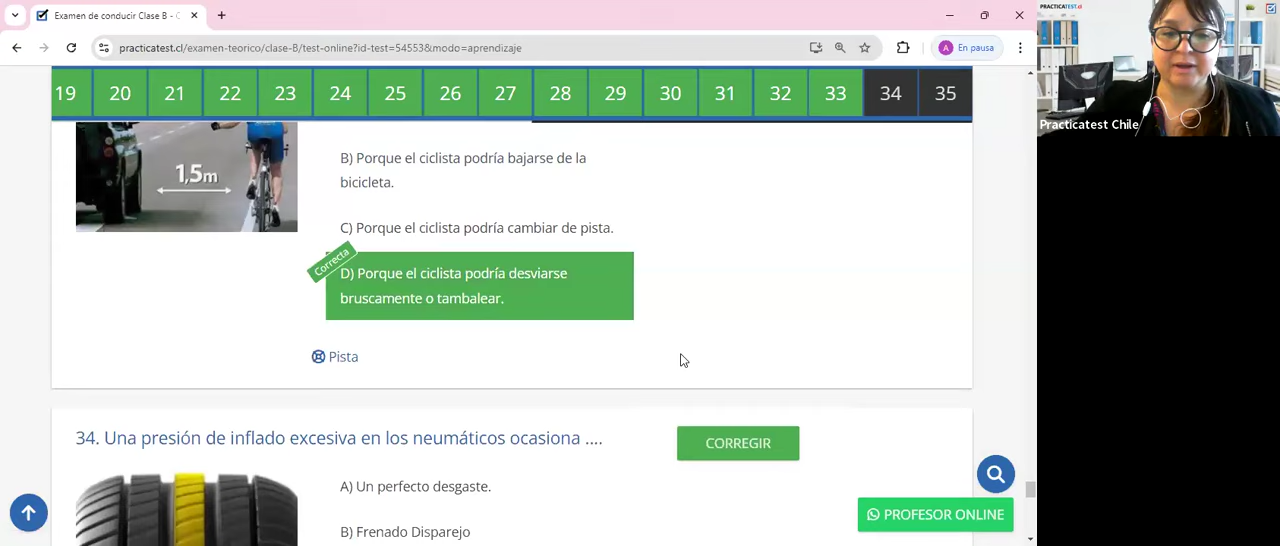 Examen de conducir Clase B - C
practicatest.cl/examen-teorico/clase-B/test-online?id-test=54553&modo=aprendizaje
A
En pausa
PRACTICATEST.cl
Practicatest Chile
19 20 21 22 23 24 25 26 27 28 29 30 31 32 33 34 35
1,5m
B) Porque el ciclista podría bajarse de la
bicicleta.
C) Porque el ciclista podría cambiar de pista.
Correcta
D) Porque el ciclista podría desviarse
bruscamente o tambalear.
Pista
34. Una presión de inflado excesiva en los neumáticos ocasiona ....
CORREGIR
A) Un perfecto desgaste.
B) Frenado Disparejo
PROFESOR ONLINE